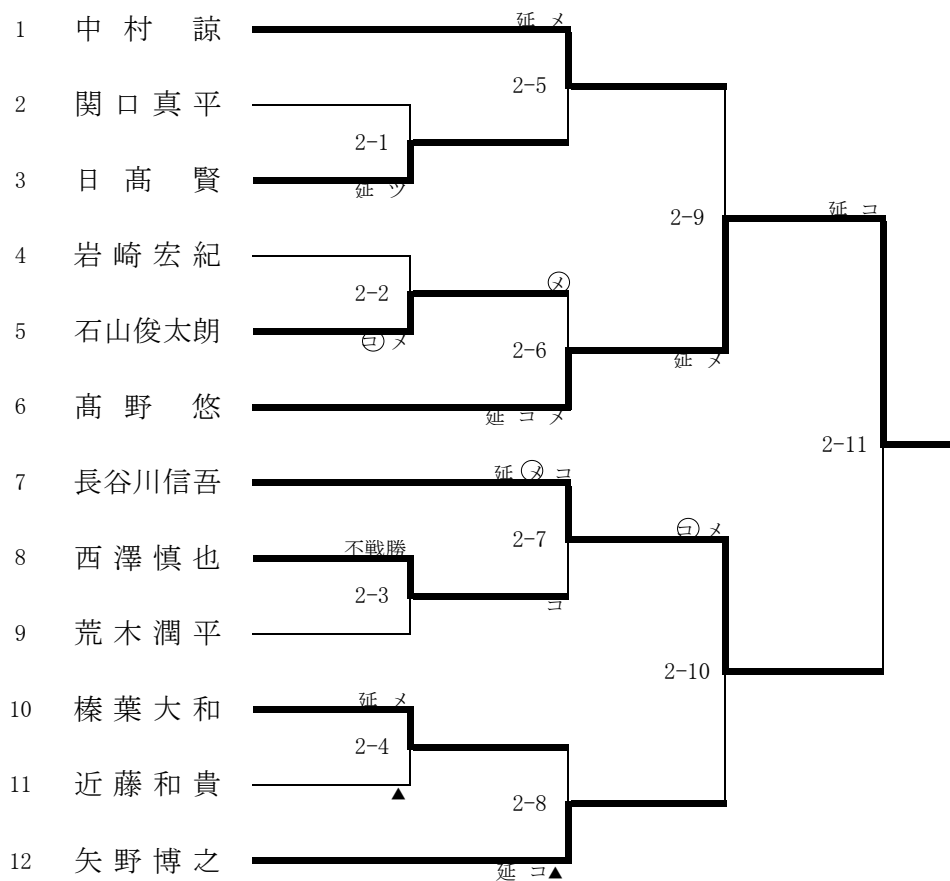 延 メ
1 中村 諒
2-5
2 関口真平
2-1
3 日髙 賢
延 ツ
延 コ
2-9
4 岩崎宏紀
㋱
2-2
5 石山俊太朗
㋙ メ
2-6
延 メ
6 髙野 悠
延 コ メ
2-11
延 ㋱ コ
7 長谷川信吾
㋙ メ
2-7
不戦勝
8 西澤慎也
2-3
コ
9 荒木潤平
2-10
延 メ
10 榛葉大和
2-4
11 近藤和貴
▲
2-8
12 矢野博之
延 コ▲